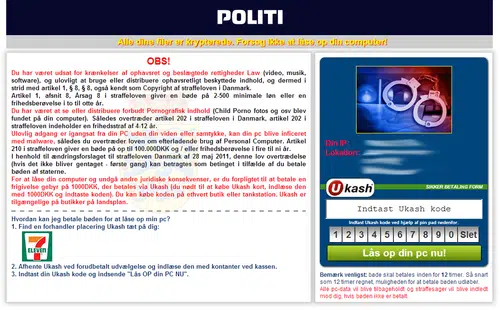 POLITI
Alle dine filer er krypterede. Forsøg ikke at låse op din computer!
OBS!
Du har været udsat for krænkelser af ophavsret og beslægtede rettigheder Law (video, musik,
software), og ulovligt at bruge eller distribuere ophavsretligt beskyttede indhold, og dermed i
strid med artikel 1, § 8, § 8, også kendt som Copyright af straffeloven i Danmark.
Artikel 1, afsnit 8, Årsag 8 i straffeloven giver en bøde på 2-500 minimale løn eller en
frihedsberøvelse i to til otte år.
Du har været at se eller distribuere forbudt Pornografisk indhold (Child Porno fotos og osv blev
fundet på din computer). Således overtræder artikel 202 i straffeloven i Danmark. artikel 202 i
straffeloven indeholder en frihedsstraf af 4-12 år.
Ulovlig adgang er igangsat fra din PC uden din viden eller samtykke, kan din pc blive inficeret
med malware, således du overtræder loven om efterladende brug af Personal Computer. Artikel
210 i straffeloven giver en bøde på op til 100.000DKK og / eller frihedsberøvelse i fire til ni år.
I henhold til ændringsforslaget til straffeloven Danmark af 28 maj 2011, denne lov overtrædelse
(hvis det ikke bliver gentaget - første gang) kan betragtes som betinget i tilfælde af du betale
bøden af staterne.
For at låse din computer op og undgå andre juridiske konsekvenser, er du forpligtet til at betale en
frigivelse gebyr på 1000DKK, der betales via Ukash (du nødt til at købe Ukash kort, indlæse den
med 1000DKK og indtaste koden). Du kan købe koden på ethvert butik eller tankstation. Ukash er
tilgængelige på butikker på landsplan.
Hvordan kan jeg betale bøden for at låse op min pc?
1. Find en forhandler placering Ukash tæt på dig:
7 ELEVEN
2. Afhente Ukash ved forudbetalt udvælgelse og indlæse den med kontanter ved kassen.
3. Indtast din Ukash kode og indsende "Lås OP din PC NU".
Din IP:
Lokation:
Ukash
SIKKER BETALING FORM
Indtast Ukash kode
Indtast Ukash kode ved hjælp af pin pad nedenfor.
1 2 3 4 5 6 7 8 9 0 Slet
Lås op din pc nu!
Bemærk venligst: bøde skal betales inden for 12 timer. Så snart
som 12 timer regnet, muligheden for at betale bøden udløber.
Alle pc-data vil blive tilbageholdt og straffesager vil blive indledt
mod dig, hvis bøden ikke er betalt.